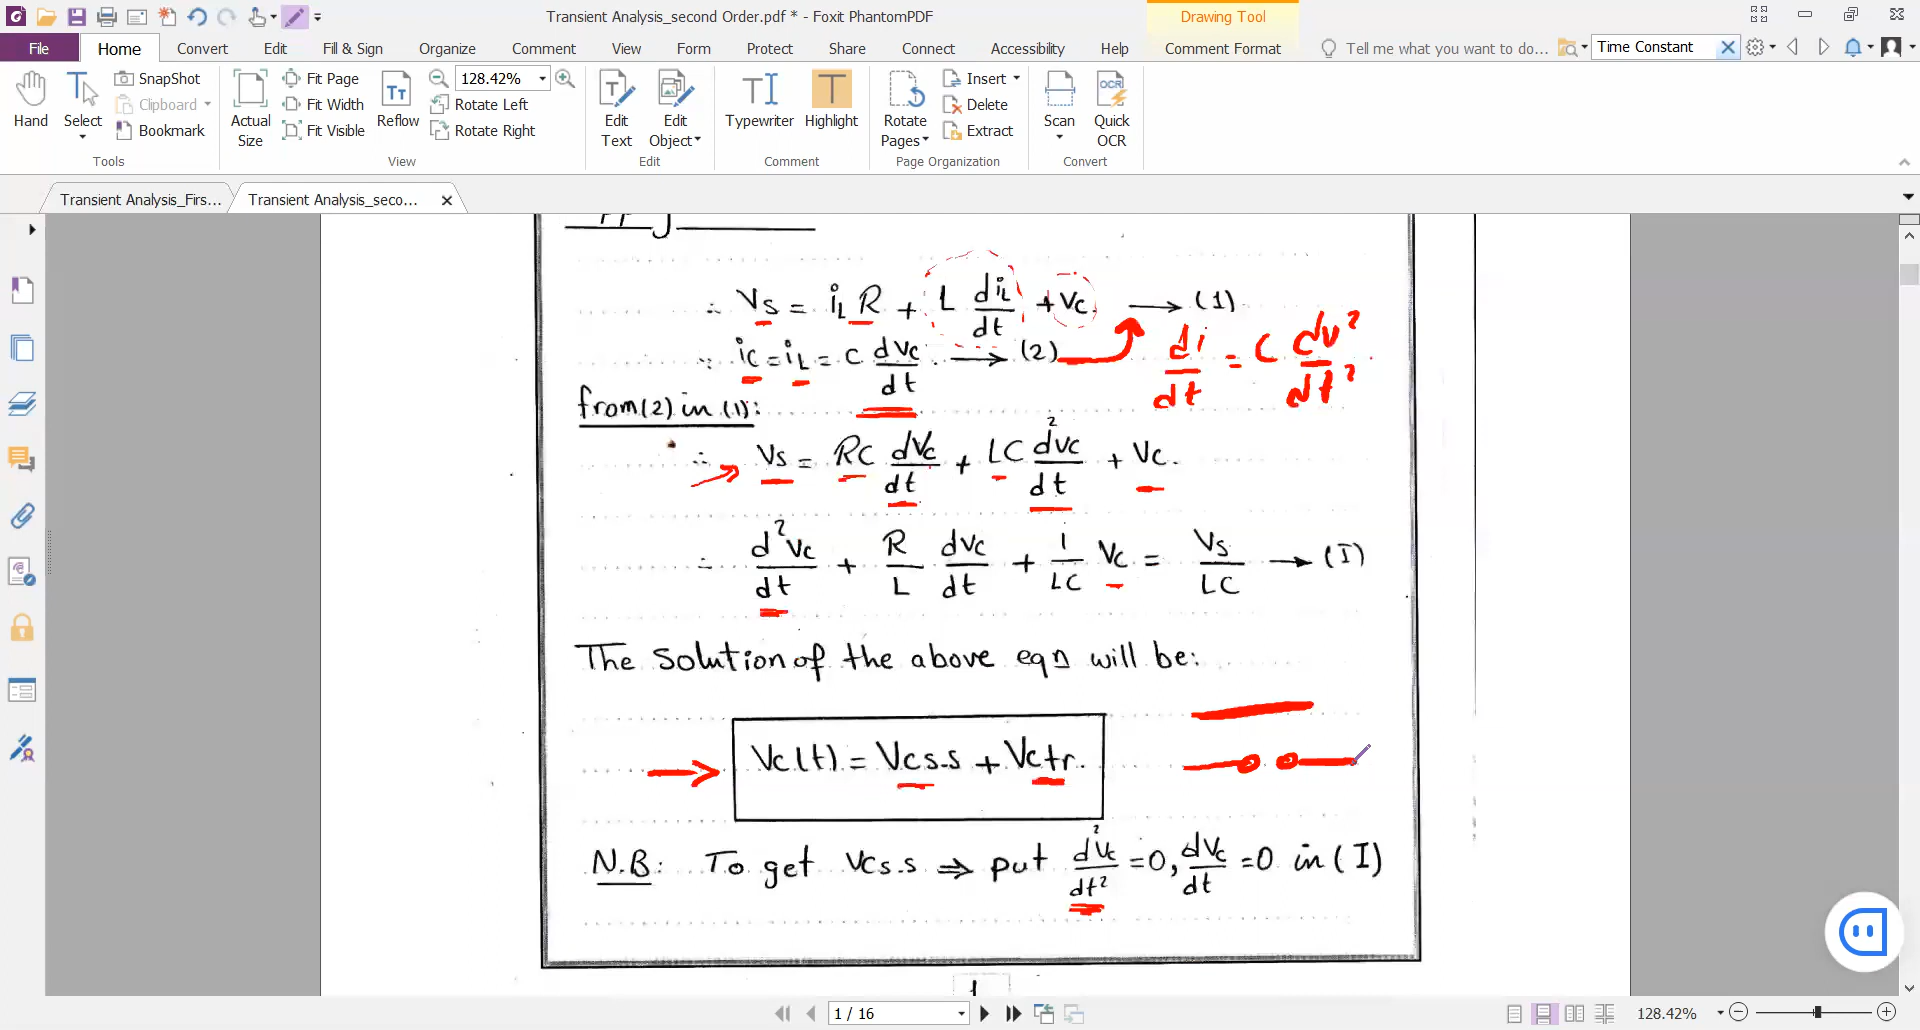 Transient Analysis_second Order.pdf * - Foxit PhantomPDF
Drawing Tool
File Home Convert Edit Fill & Sign Organize Comment View Form Protect Share Connect Accessibility Help Comment Format Tell me what you want to do... Time Constant
Hand
Select
SnapShot
Clipboard
Bookmark
Tools
Actual Size
Fit Page
Fit Width
Fit Visible
Reflow
128.42%
Rotate Left
Rotate Right
View
Edit Text
Edit Object
Edit
Typewriter
Highlight
Comment
Rotate Pages
Insert
Delete
Extract
Page Organization
Scan
Quick OCR
Convert
Transient Analysis_Firs... Transient Analysis_seco...
∴ Vs = iL R + L diL/dt + Vc. → (1)
∵ ic = iL = C dVc/dt → (2)
di/dt = C dv²/dt²
from (2) in (1):
∴ Vs = RC dVc/dt + LC d²Vc/dt + Vc.
∴ d²Vc/dt + R/L dVc/dt + 1/LC Vc = Vs/LC → (I)
The Solution of the above eqn will be:
Vc(t) = Vcs.s + Vctr.
N.B: To get Vcs.s ⇒ put d²Vc/dt² = 0, dVc/dt = 0 in (I)
1
1 / 16
128.42%